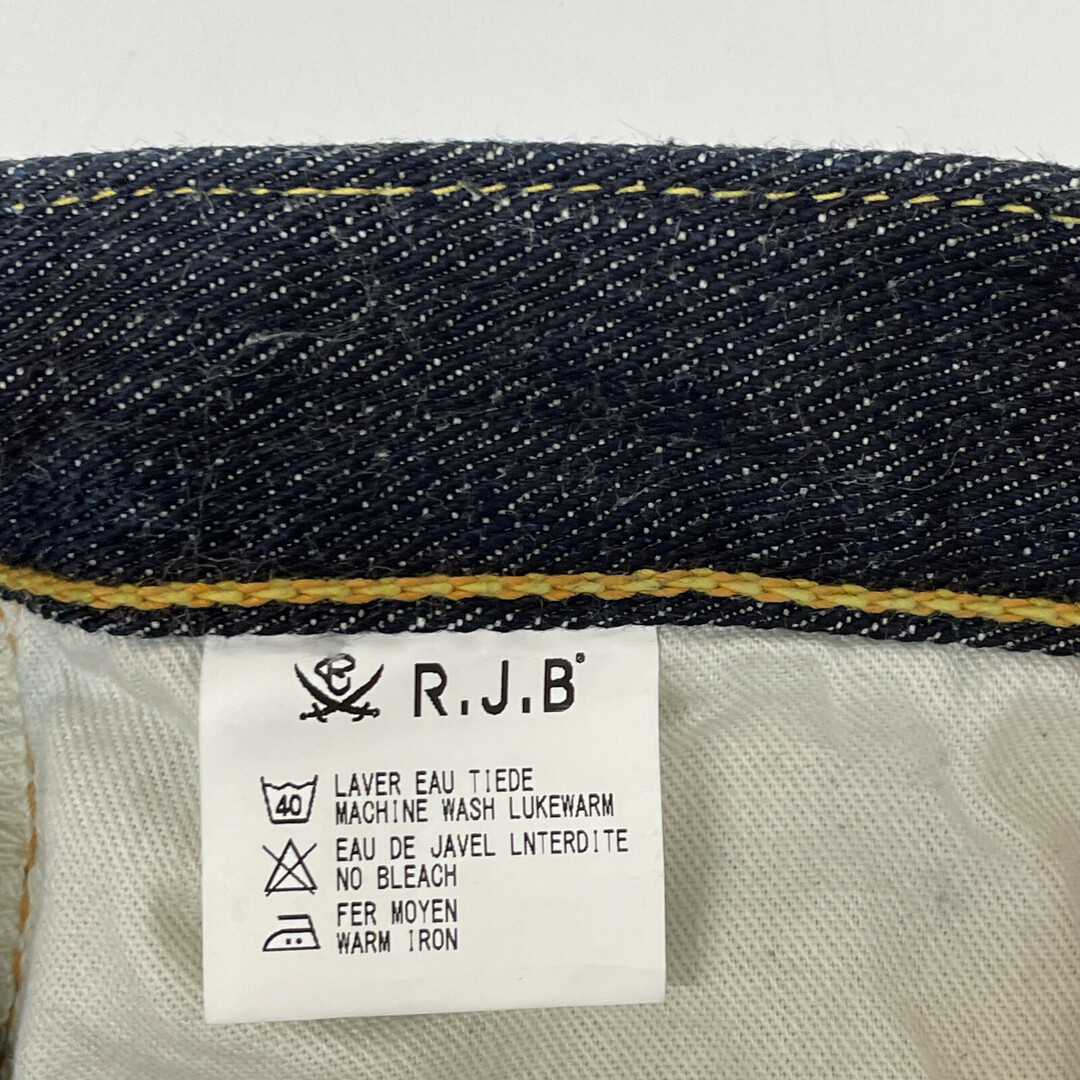 R.J.B®
40
LAVER EAU TIEDE
MACHINE WASH LUKEWARM
EAU DE JAVEL LNTERDITE
NO BLEACH
FER MOYEN
WARM IRON